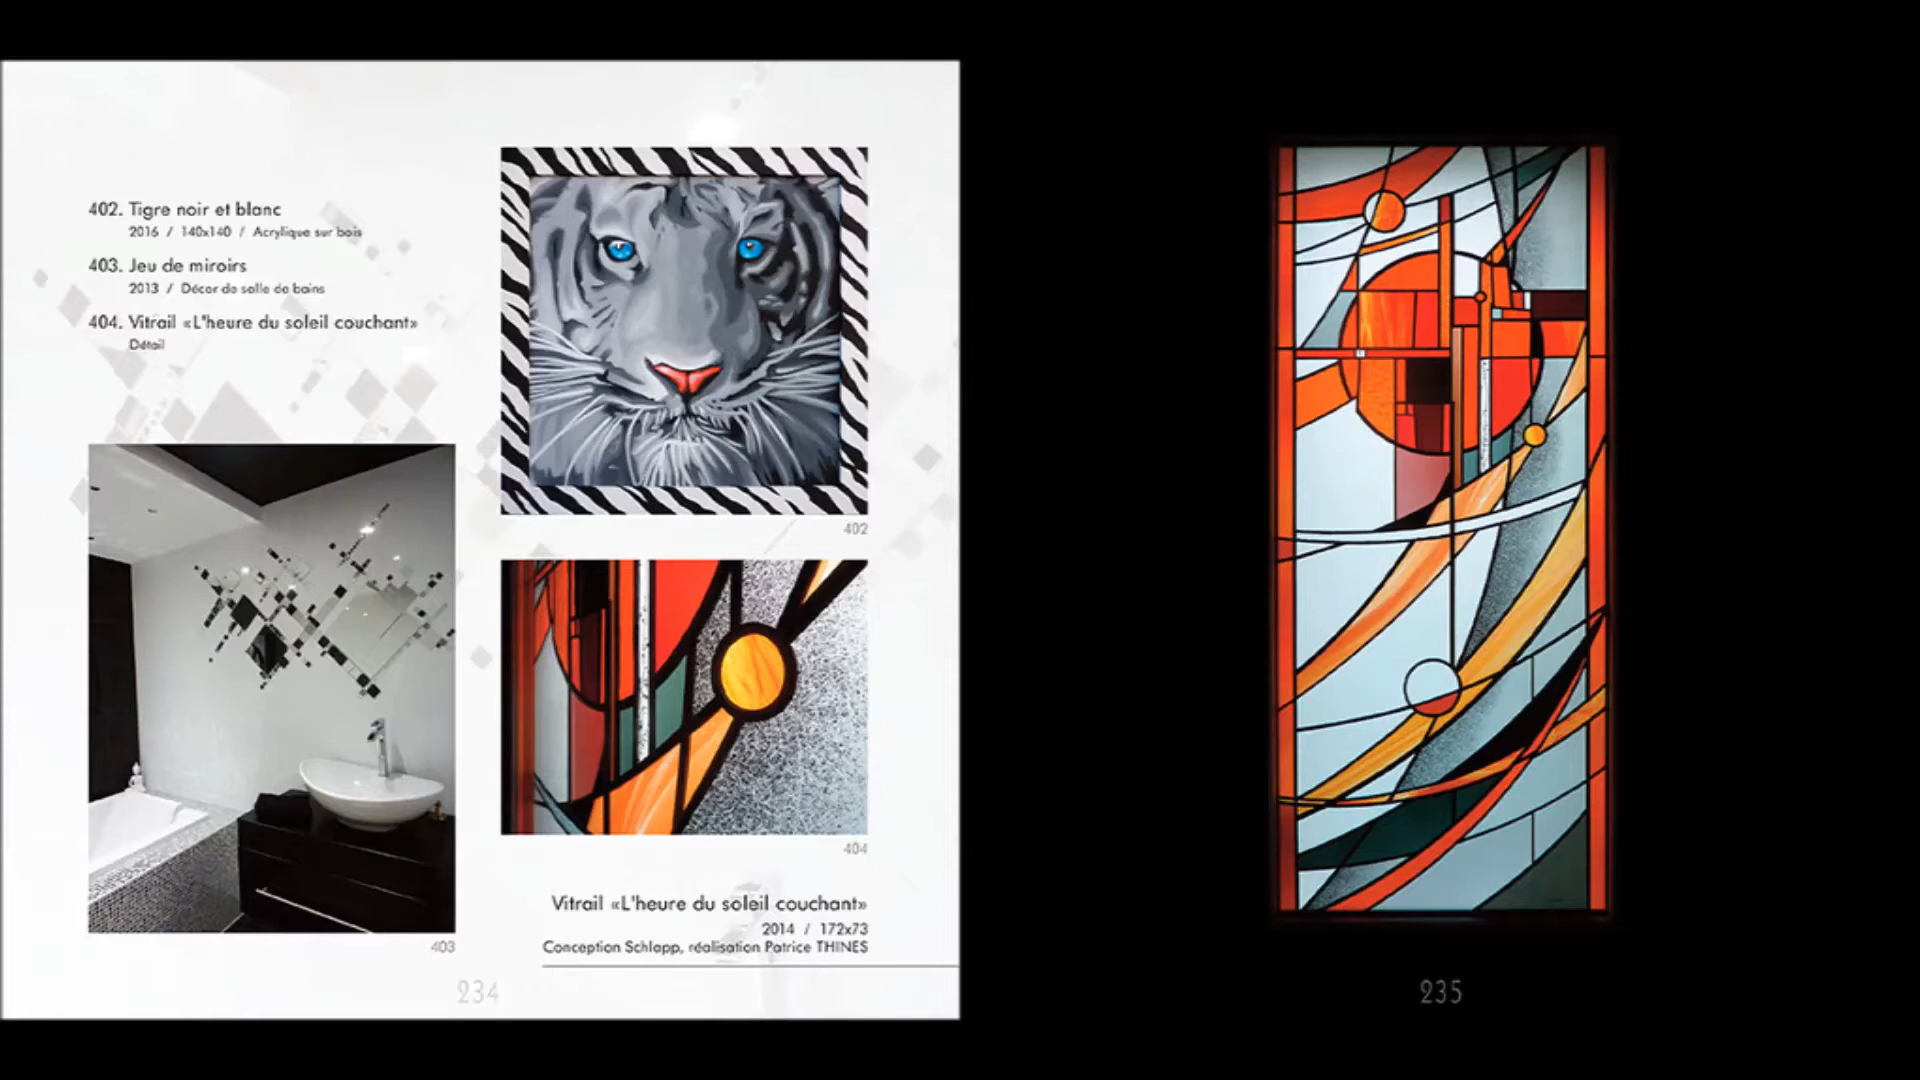 402. Tigre noir et blanc
2016 / 140x140 / Acrylique sur bois
403. Jeu de miroirs
2013 / Décor de salle de bains
404. Vitrail «L'heure du soleil couchant»
Détail
402
403
404
Vitrail «L'heure du soleil couchant»
2014 / 172x73
Conception Schlapp, réalisation Patrice THINES
234
235